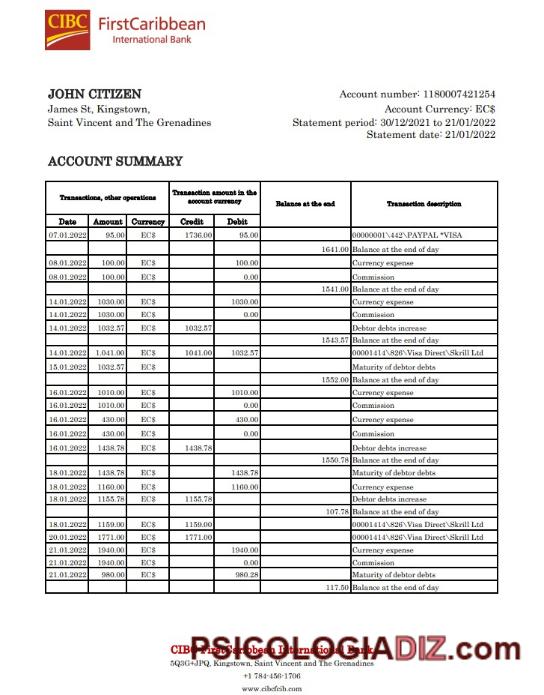 CIBC FirstCaribbean
International Bank
JOHN CITIZEN
James St, Kingstown,
Saint Vincent and The Grenadines
Account number: 1180007421254
Account Currency: EC$
Statement period: 30/12/2021 to 21/01/2022
Statement date: 21/01/2022
ACCOUNT SUMMARY
Transactions, other operations | Transaction amount in the account currency | Balance at the end | Transaction description
Date Amount Currency Credit Debit
07.01.2022 95.00 EC$ 1736.00 95.00 00000001\442\PAYPAL *VISA
1641.00 Balance at the end of day
08.01.2022 100.00 EC$ 100.00 Currency expense
08.01.2022 100.00 EC$ 0.00 Commission
1541.00 Balance at the end of day
14.01.2022 1030.00 EC$ 1030.00 Currency expense
14.01.2022 1030.00 EC$ 0.00 Commission
14.01.2022 1032.57 EC$ 1032.57 Debtor debts increase
1543.57 Balance at the end of day
14.01.2022 1.041.00 EC$ 1041.00 1032.57 00001414\826\Visa Direct\Skrill Ltd
15.01.2022 1032.57 EC$ Maturity of debtor debts
1552.00 Balance at the end of day
16.01.2022 1010.00 EC$ 1010.00 Currency expense
16.01.2022 1010.00 EC$ 0.00 Commission
16.01.2022 430.00 EC$ 430.00 Currency expense
16.01.2022 430.00 EC$ 0.00 Commission
16.01.2022 1438.78 EC$ 1438.78 Debtor debts increase
1550.78 Balance at the end of day
18.01.2022 1438.78 EC$ 1438.78 Maturity of debtor debts
18.01.2022 1160.00 EC$ 1160.00 Currency expense
18.01.2022 1155.78 EC$ 1155.78 Debtor debts increase
107.78 Balance at the end of day
18.01.2022 1159.00 EC$ 1159.00 00001414\826\Visa Direct\Skrill Ltd
20.01.2022 1771.00 EC$ 1771.00 00001414\826\Visa Direct\Skrill Ltd
21.01.2022 1940.00 EC$ 1940.00 Currency expense
21.01.2022 1940.00 EC$ 0.00 Commission
21.01.2022 980.00 EC$ 980.28 Maturity of debtor debts
117.50 Balance at the end of day
CIBC FirstCaribbean International Bank
PSICOLOGIADIZ.com
5Q3G+JPQ, Kingstown, Saint Vincent and The Grenadines
+1 784-456-1706
www.cibcfcib.com